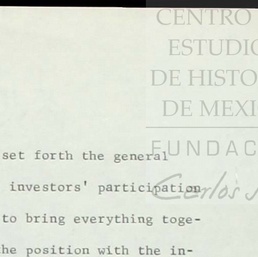 CENTRO
ESTUDIO
DE HISTO
DE MEXI
FUNDAC
Carlos
set forth the general
investors' participation
to bring everything toge-
he position with the in-